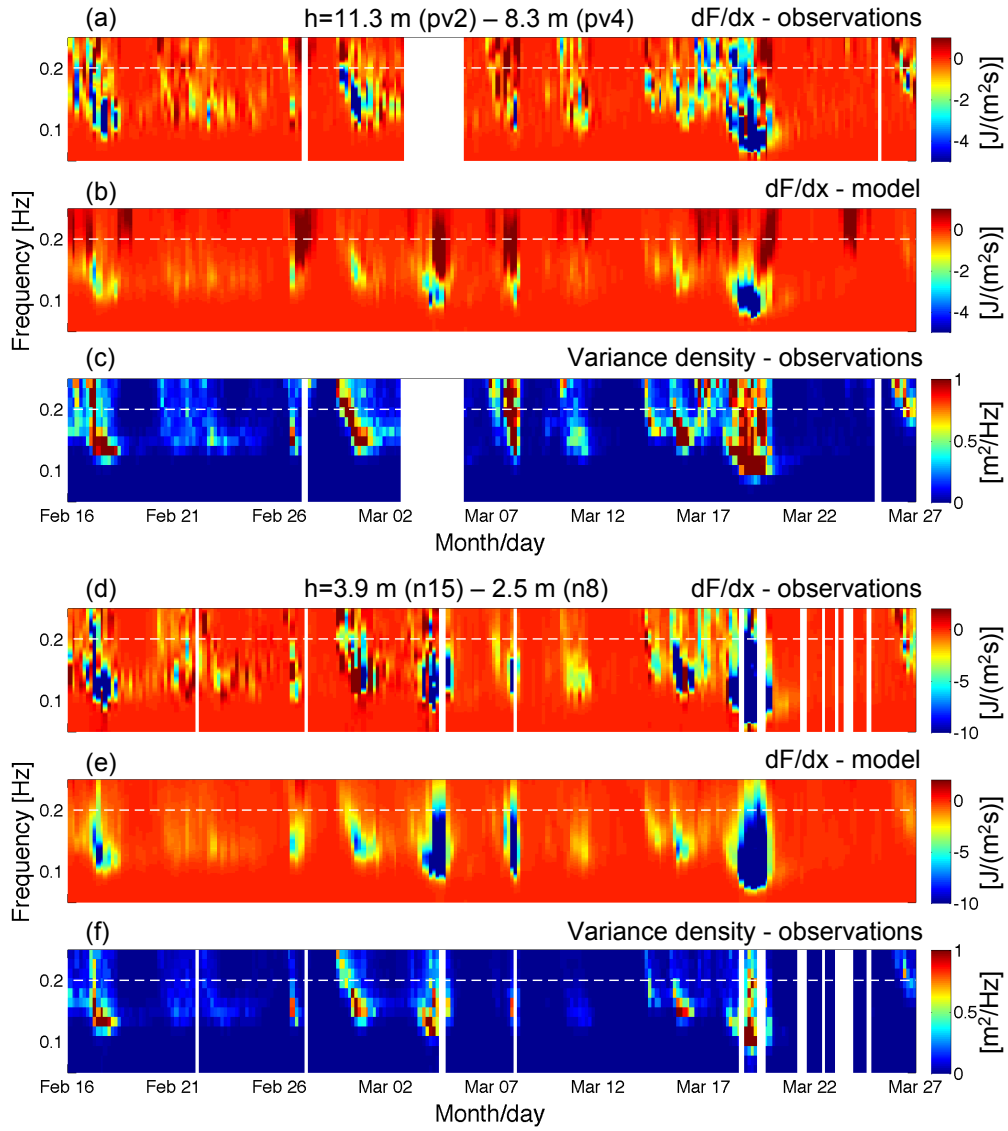 (a) h=11.3 m (pv2) – 8.3 m (pv4) dF/dx - observations
0.2
0.1
0
-2
-4
[J/(m²s)]
(b) dF/dx - model
0.2
0.1
0
-2
-4
[J/(m²s)]
Frequency [Hz]
(c) Variance density - observations
0.2
0.1
1
0.5
0
[m²/Hz]
Feb 16 Feb 21 Feb 26 Mar 02 Mar 07 Mar 12 Mar 17 Mar 22 Mar 27
Month/day
(d) h=3.9 m (n15) – 2.5 m (n8) dF/dx - observations
0.2
0.1
0
-5
-10
[J/(m²s)]
(e) dF/dx - model
0.2
0.1
0
-5
-10
[J/(m²s)]
Frequency [Hz]
(f) Variance density - observations
0.2
0.1
1
0.5
0
[m²/Hz]
Feb 16 Feb 21 Feb 26 Mar 02 Mar 07 Mar 12 Mar 17 Mar 22 Mar 27
Month/day